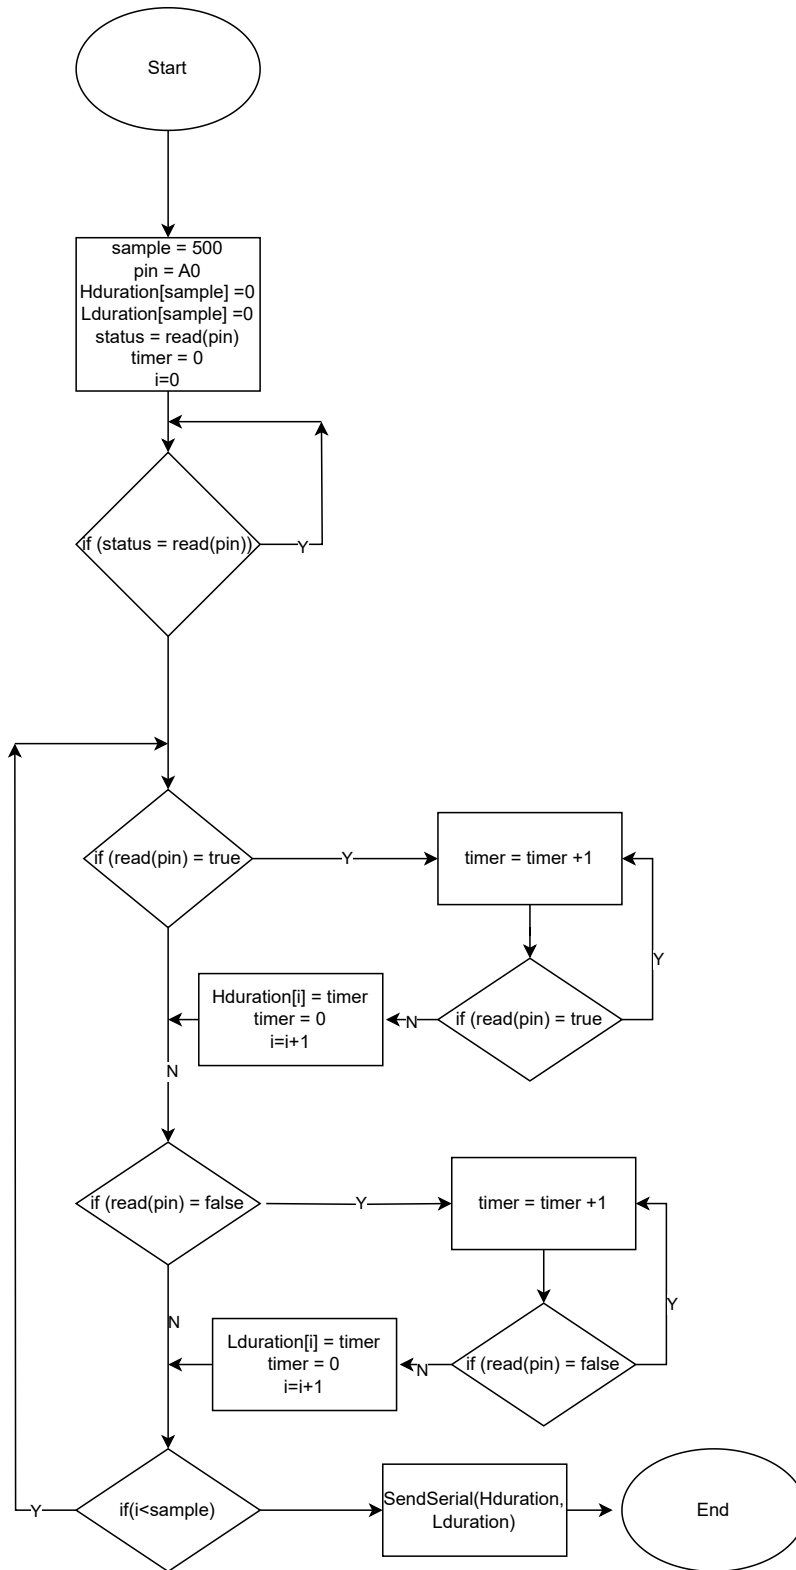 Start
sample = 500
pin = A0
Hduration[sample] =0
Lduration[sample] =0
status = read(pin)
timer = 0
i=0
if (status = read(pin))
Y
if (read(pin) = true
Y
timer = timer +1
Y
if (read(pin) = true
N
Hduration[i] = timer
timer = 0
i=i+1
N
if (read(pin) = false
Y
timer = timer +1
Y
if (read(pin) = false
N
Lduration[i] = timer
timer = 0
i=i+1
N
if(i<sample)
Y
SendSerial(Hduration,
Lduration)
End